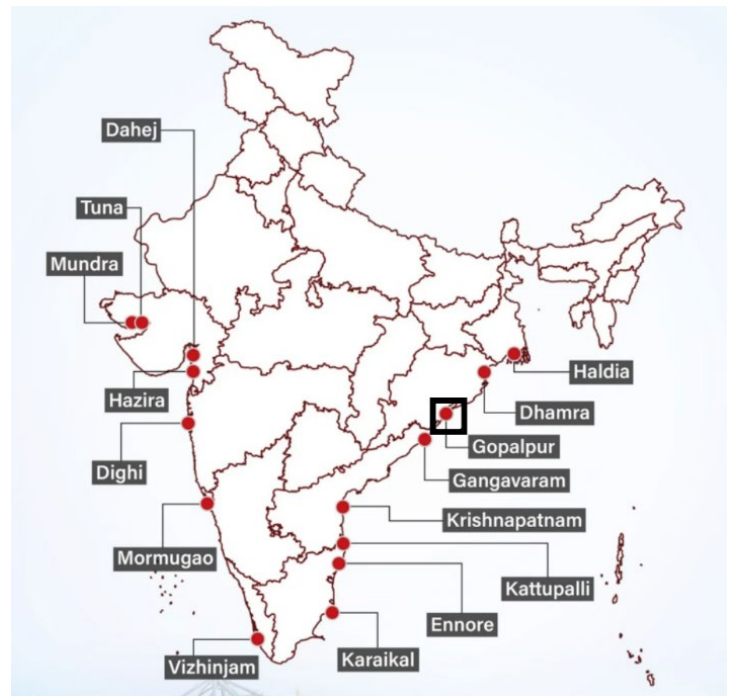 Dahej
Tuna
Mundra
Hazira
Dighi
Mormugao
Vizhinjam
Haldia
Dhamra
Gopalpur
Gangavaram
Krishnapatnam
Kattupalli
Ennore
Karaikal